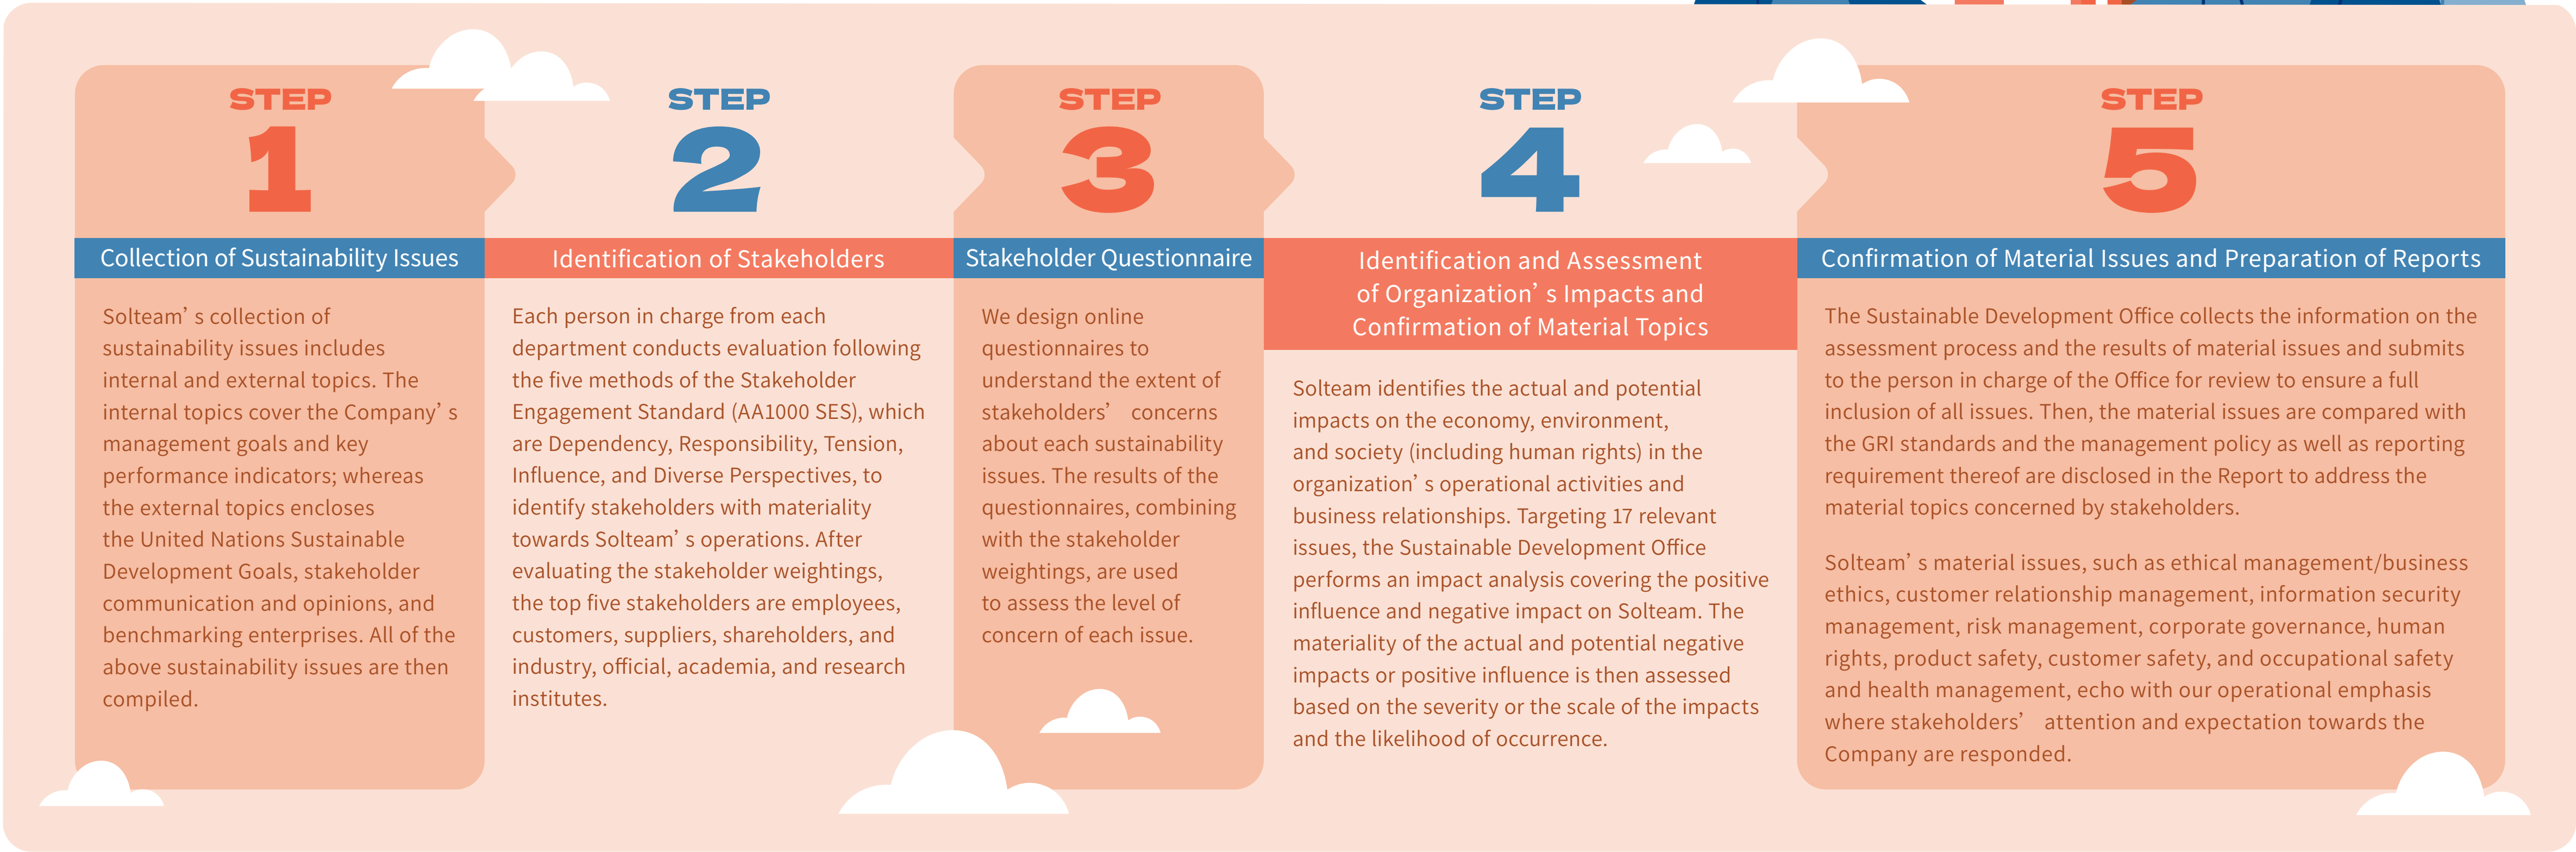 STEP
1
Collection of Sustainability Issues
Solteam’s collection of
sustainability issues includes
internal and external topics. The
internal topics cover the Company’s
management goals and key
performance indicators; whereas
the external topics encloses
the United Nations Sustainable
Development Goals, stakeholder
communication and opinions, and
benchmarking enterprises. All of the
above sustainability issues are then
compiled.
STEP
2
Identification of Stakeholders
Each person in charge from each
department conducts evaluation following
the five methods of the Stakeholder
Engagement Standard (AA1000 SES), which
are Dependency, Responsibility, Tension,
Influence, and Diverse Perspectives, to
identify stakeholders with materiality
towards Solteam’s operations. After
evaluating the stakeholder weightings,
the top five stakeholders are employees,
customers, suppliers, shareholders, and
industry, official, academia, and research
institutes.
STEP
3
Stakeholder Questionnaire
We design online
questionnaires to
understand the extent of
stakeholders’ concerns
about each sustainability
issues. The results of the
questionnaires, combining
with the stakeholder
weightings, are used
to assess the level of
concern of each issue.
STEP
4
Identification and Assessment
of Organization’s Impacts and
Confirmation of Material Topics
Solteam identifies the actual and potential
impacts on the economy, environment,
and society (including human rights) in the
organization’s operational activities and
business relationships. Targeting 17 relevant
issues, the Sustainable Development Office
performs an impact analysis covering the positive
influence and negative impact on Solteam. The
materiality of the actual and potential negative
impacts or positive influence is then assessed
based on the severity or the scale of the impacts
and the likelihood of occurrence.
STEP
5
Confirmation of Material Issues and Preparation of Reports
The Sustainable Development Office collects the information on the
assessment process and the results of material issues and submits
to the person in charge of the Office for review to ensure a full
inclusion of all issues. Then, the material issues are compared with
the GRI standards and the management policy as well as reporting
requirement thereof are disclosed in the Report to address the
material topics concerned by stakeholders.
Solteam’s material issues, such as ethical management/business
ethics, customer relationship management, information security
management, risk management, corporate governance, human
rights, product safety, customer safety, and occupational safety
and health management, echo with our operational emphasis
where stakeholders’ attention and expectation towards the
Company are responded.